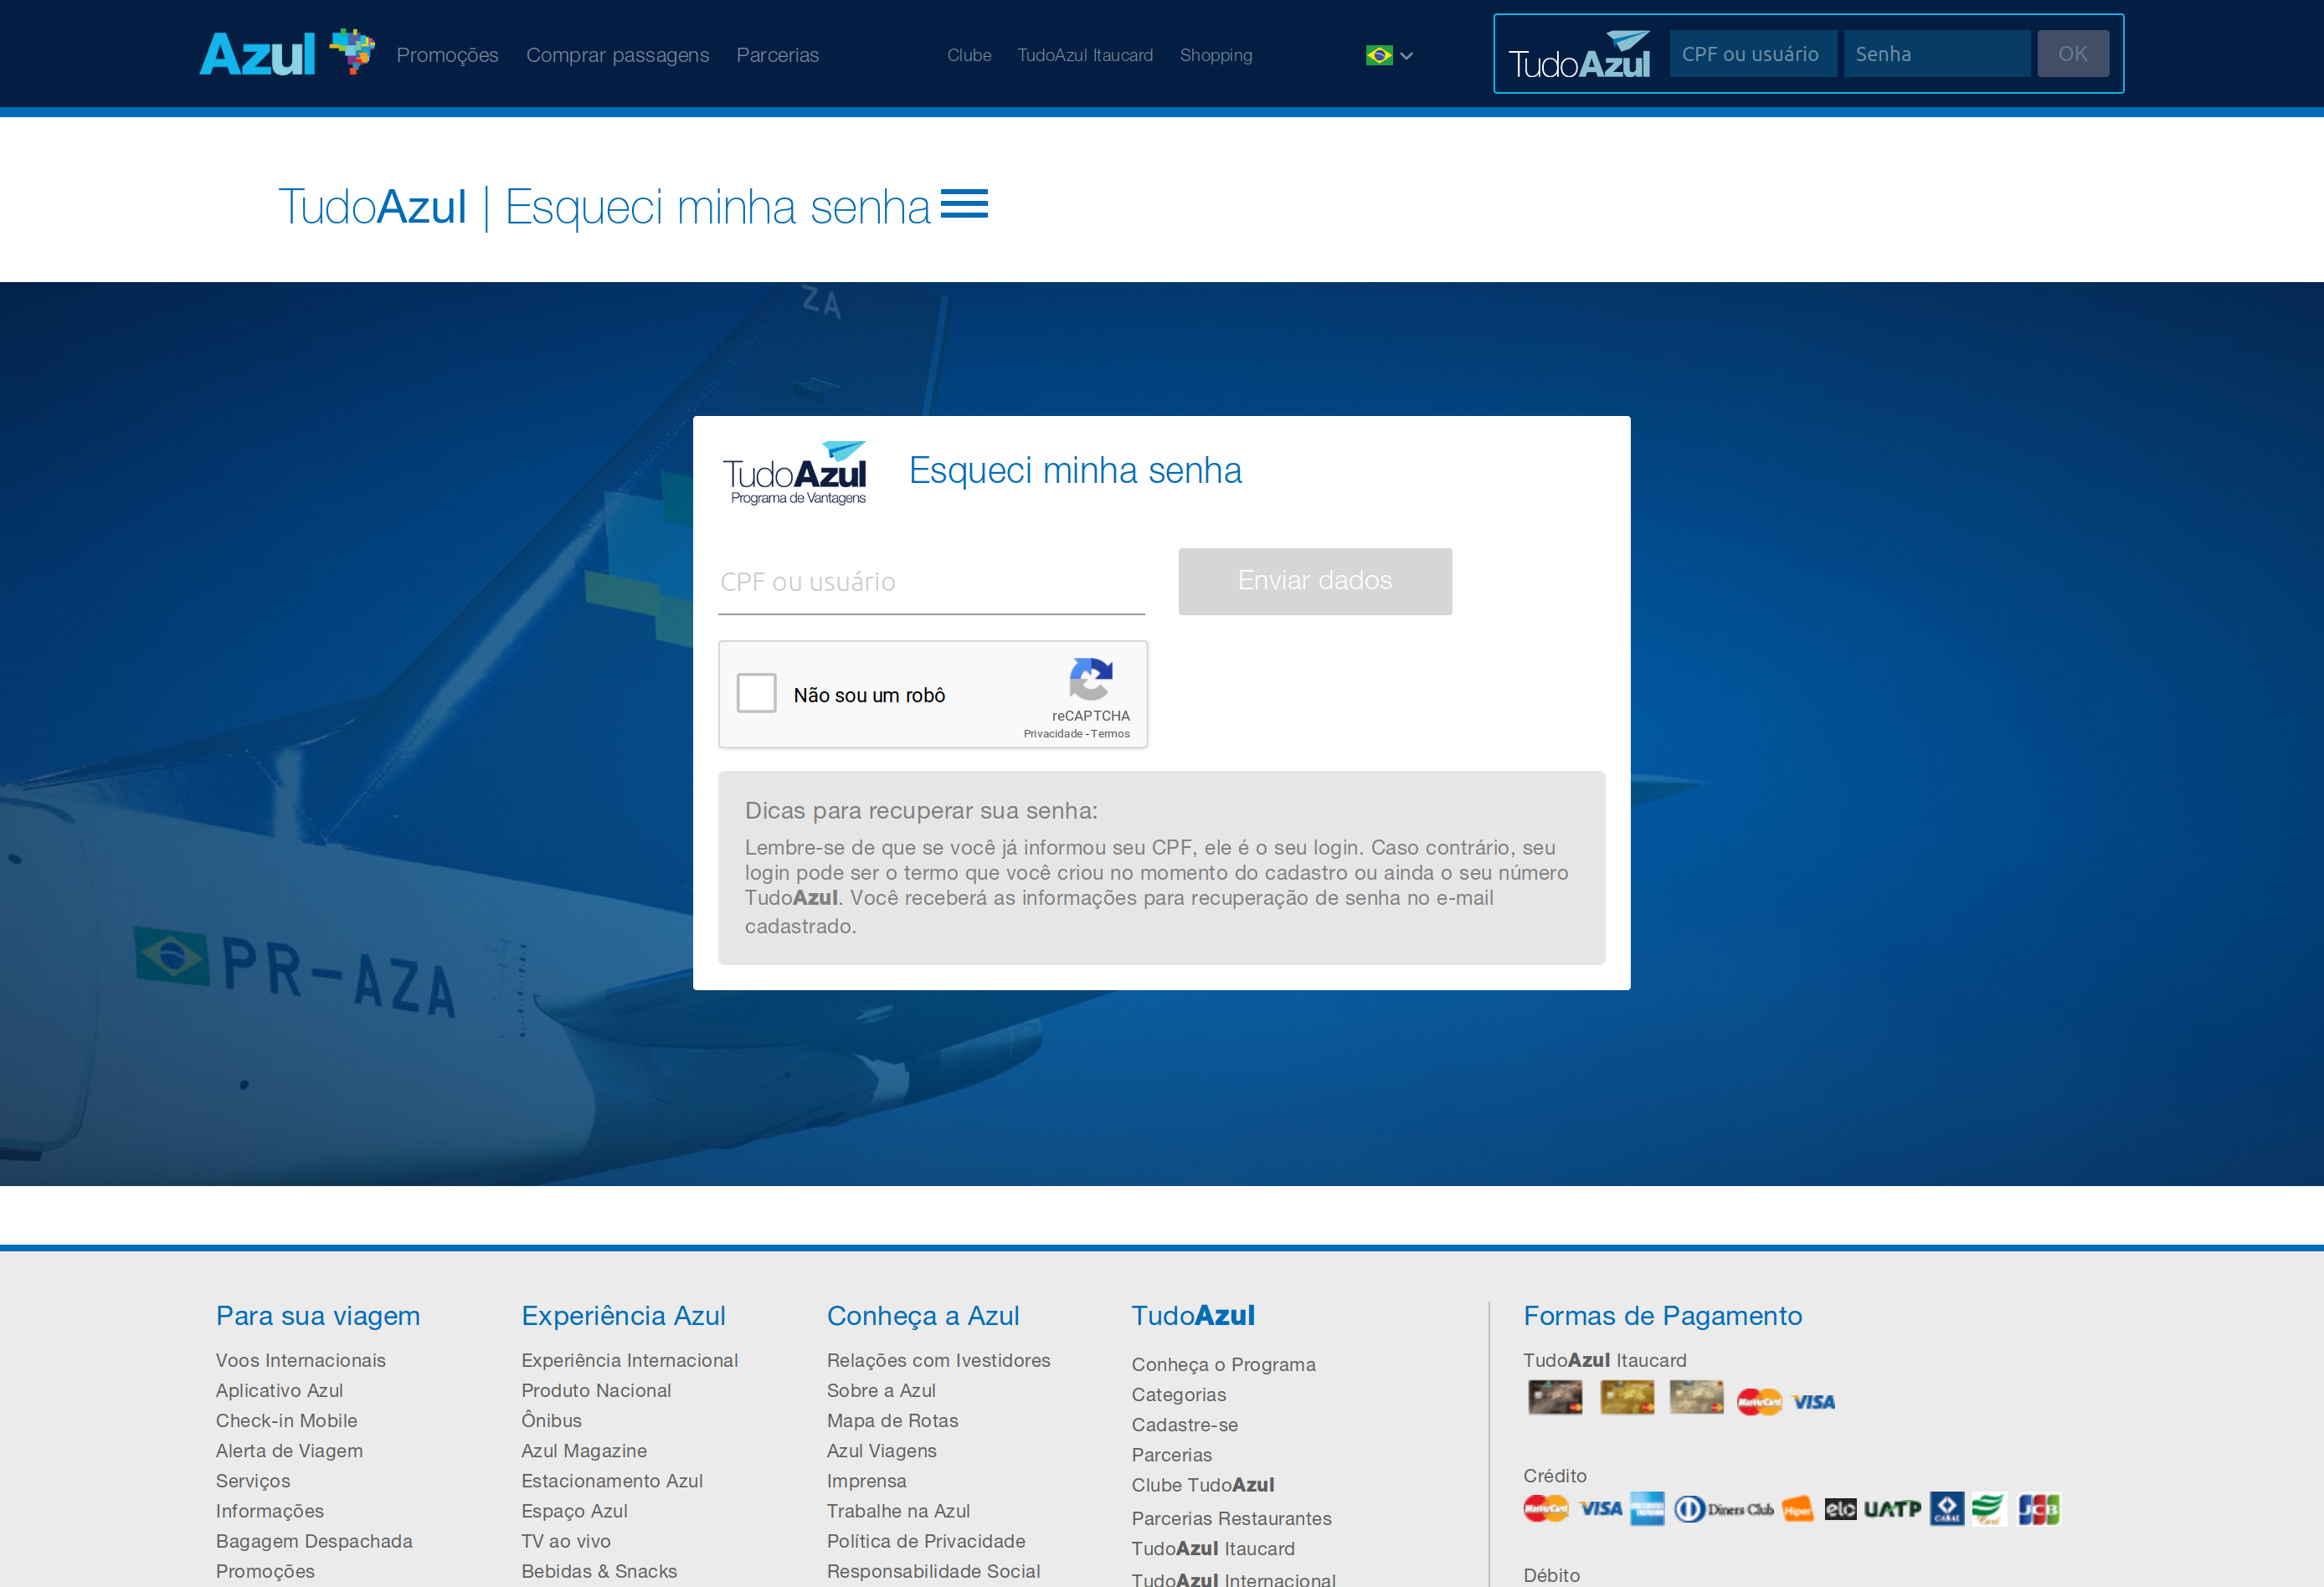 Azul
Promoções
Comprar passagens
Parcerias
Clube
TudoAzul Itaucard
Shopping
TudoAzul
CPF ou usuário
Senha
OK
TudoAzul | Esqueci minha senha
ZA
TudoAzul
Programa de Vantagens
Esqueci minha senha
CPF ou usuário
Enviar dados
Não sou um robô
reCAPTCHA
Privacidade - Termos
Dicas para recuperar sua senha:
Lembre-se de que se você já informou seu CPF, ele é o seu login. Caso contrário, seu
login pode ser o termo que você criou no momento do cadastro ou ainda o seu número
TudoAzul. Você receberá as informações para recuperação de senha no e-mail
cadastrado.
PR-AZA
Para sua viagem
Voos Internacionais
Aplicativo Azul
Check-in Mobile
Alerta de Viagem
Serviços
Informações
Bagagem Despachada
Promoções
Experiência Azul
Experiência Internacional
Produto Nacional
Ônibus
Azul Magazine
Estacionamento Azul
Espaço Azul
TV ao vivo
Bebidas & Snacks
Conheça a Azul
Relações com Ivestidores
Sobre a Azul
Mapa de Rotas
Azul Viagens
Imprensa
Trabalhe na Azul
Política de Privacidade
Responsabilidade Social
TudoAzul
Conheça o Programa
Categorias
Cadastre-se
Parcerias
Clube TudoAzul
Parcerias Restaurantes
TudoAzul Itaucard
TudoAzul Internacional
Formas de Pagamento
TudoAzul Itaucard
MasterCard VISA
Crédito
MasterCard VISA Diners Club Hiper elo UATP CABAL JCB
Débito